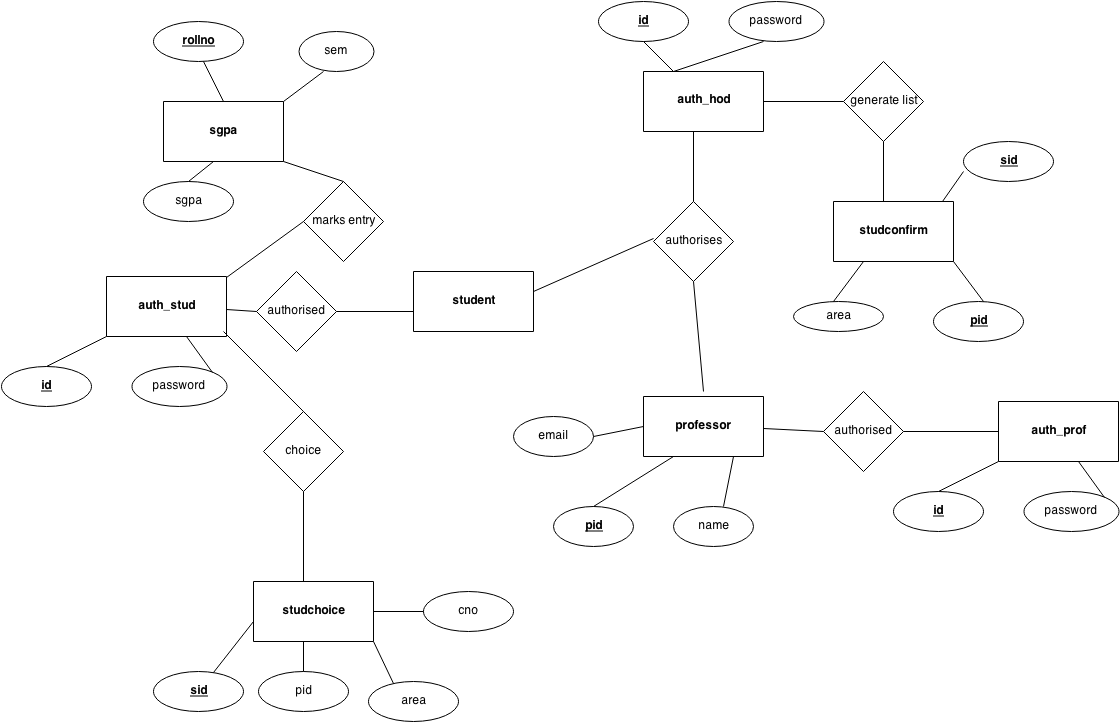 id
password
rollno
sem
auth_hod
generate list
sgpa
sid
sgpa
marks entry
studconfirm
authorises
auth_stud
authorised
student
area
pid
id
password
email
professor
authorised
auth_prof
choice
pid
name
id
password
studchoice
cno
sid
pid
area